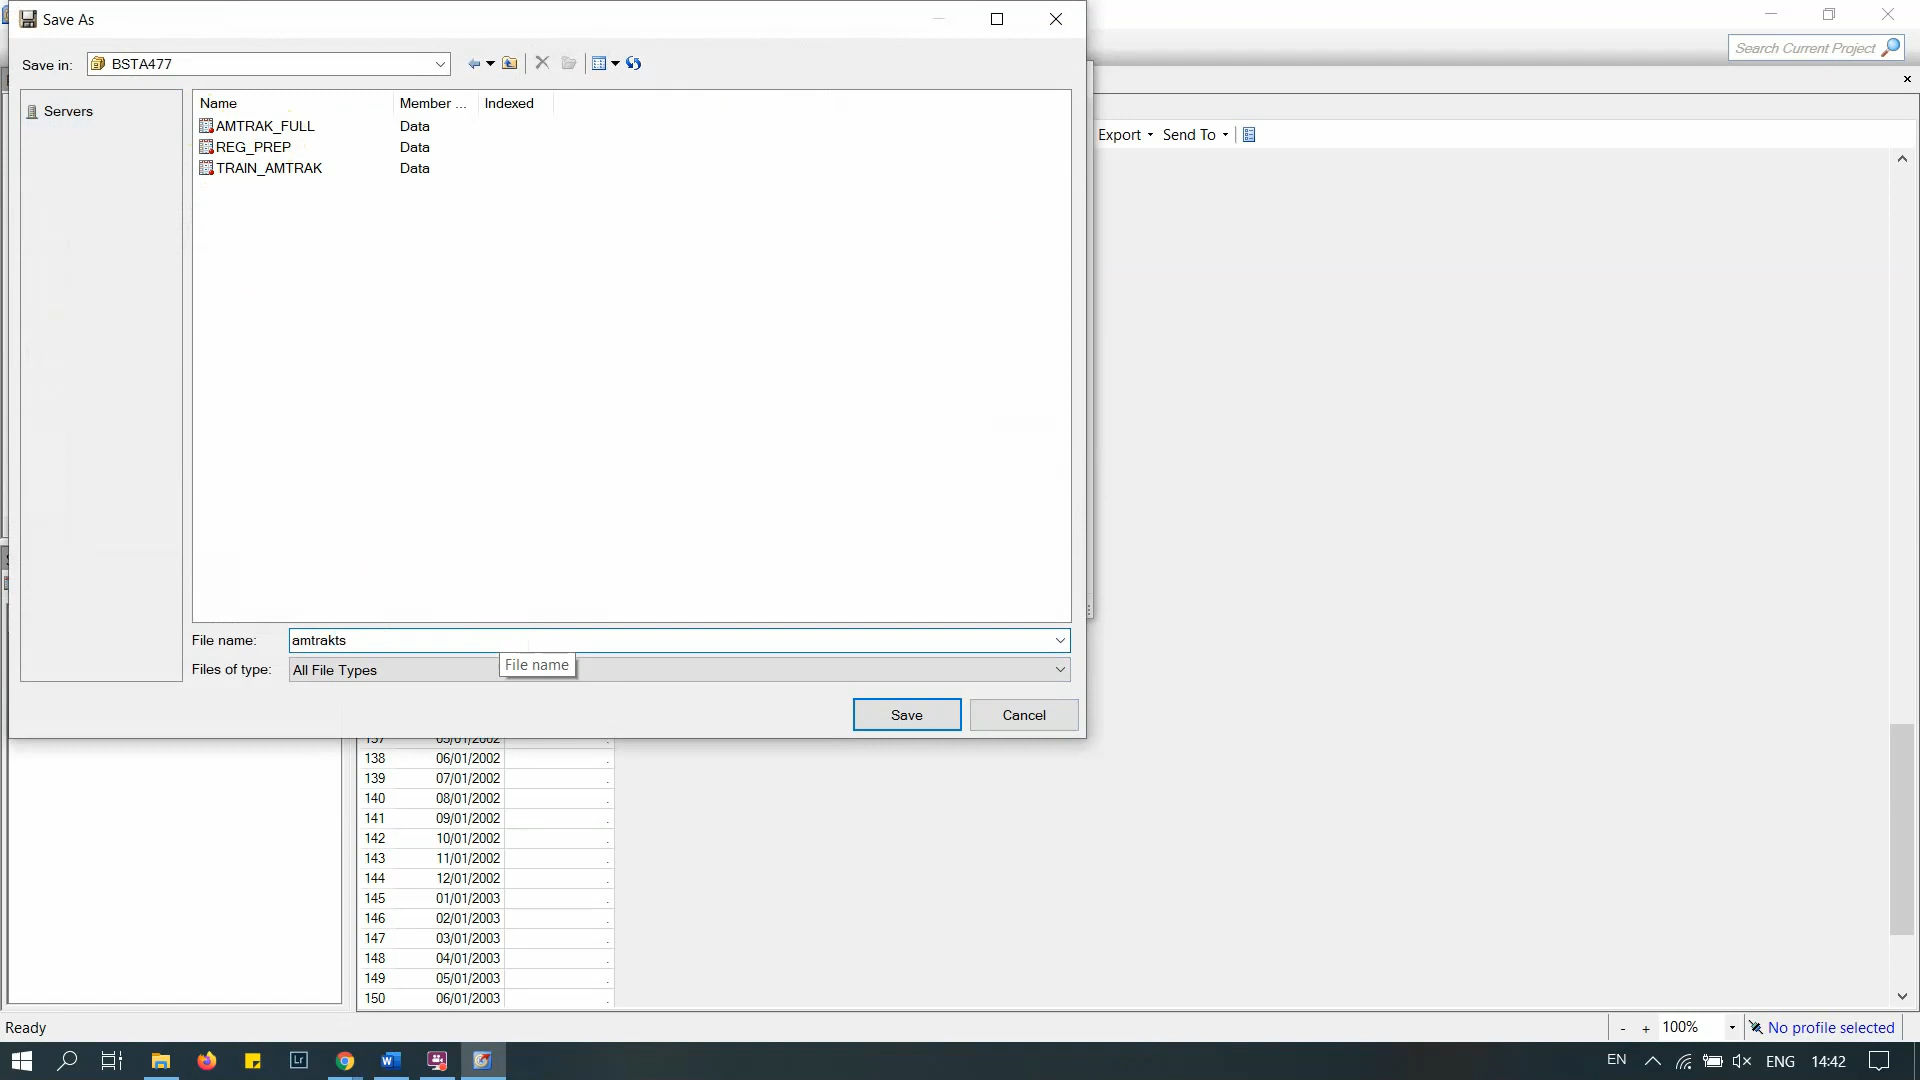 Save As
Search Current Project
Save in: BSTA477
Servers
Name Member ... Indexed
AMTRAK_FULL Data
REG_PREP Data
TRAIN_AMTRAK Data
Export Send To
File name: amtrakts
File name
Files of type: All File Types
Save Cancel
137 05/01/2002
138 06/01/2002 .
139 07/01/2002 .
140 08/01/2002 .
141 09/01/2002 .
142 10/01/2002 .
143 11/01/2002 .
144 12/01/2002 .
145 01/01/2003 .
146 02/01/2003 .
147 03/01/2003 .
148 04/01/2003 .
149 05/01/2003 .
150 06/01/2003 .
Ready - + 100% No profile selected
Lr EN ENG 14:42